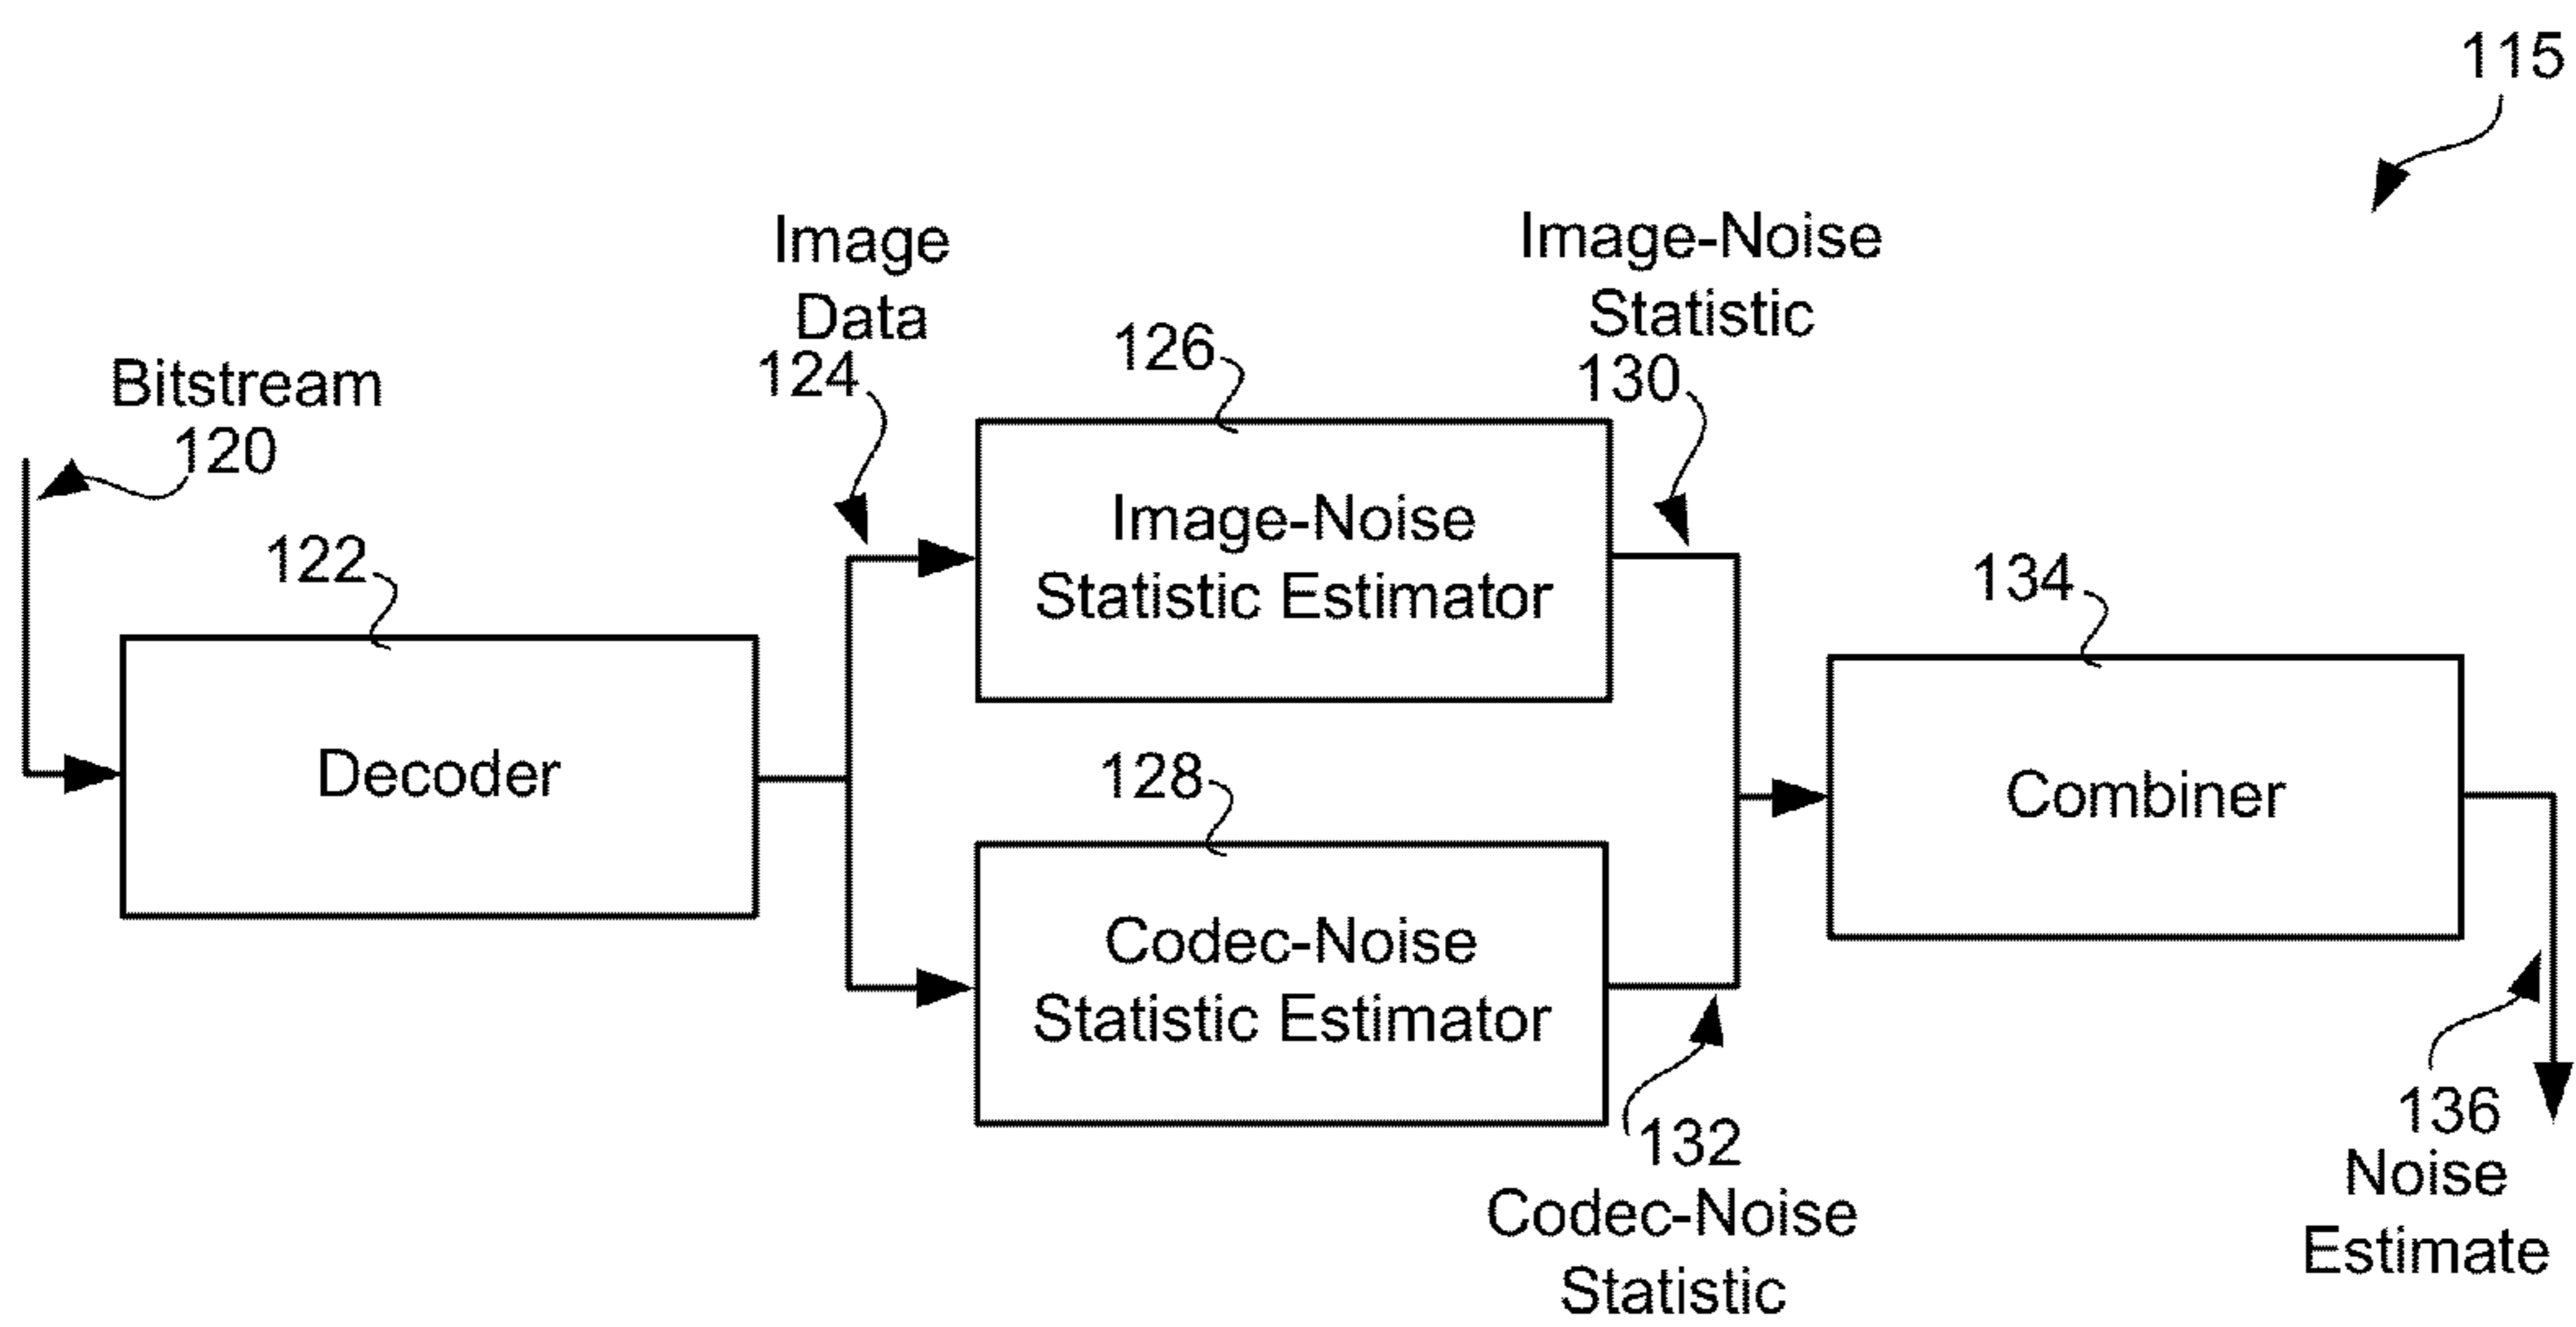 115
Image
Data
124
Image-Noise
Statistic
130
126
Bitstream
120
122
Image-Noise
Statistic Estimator
134
Decoder
128
Combiner
Codec-Noise
Statistic Estimator
132
Codec-Noise
Statistic
136
Noise
Estimate